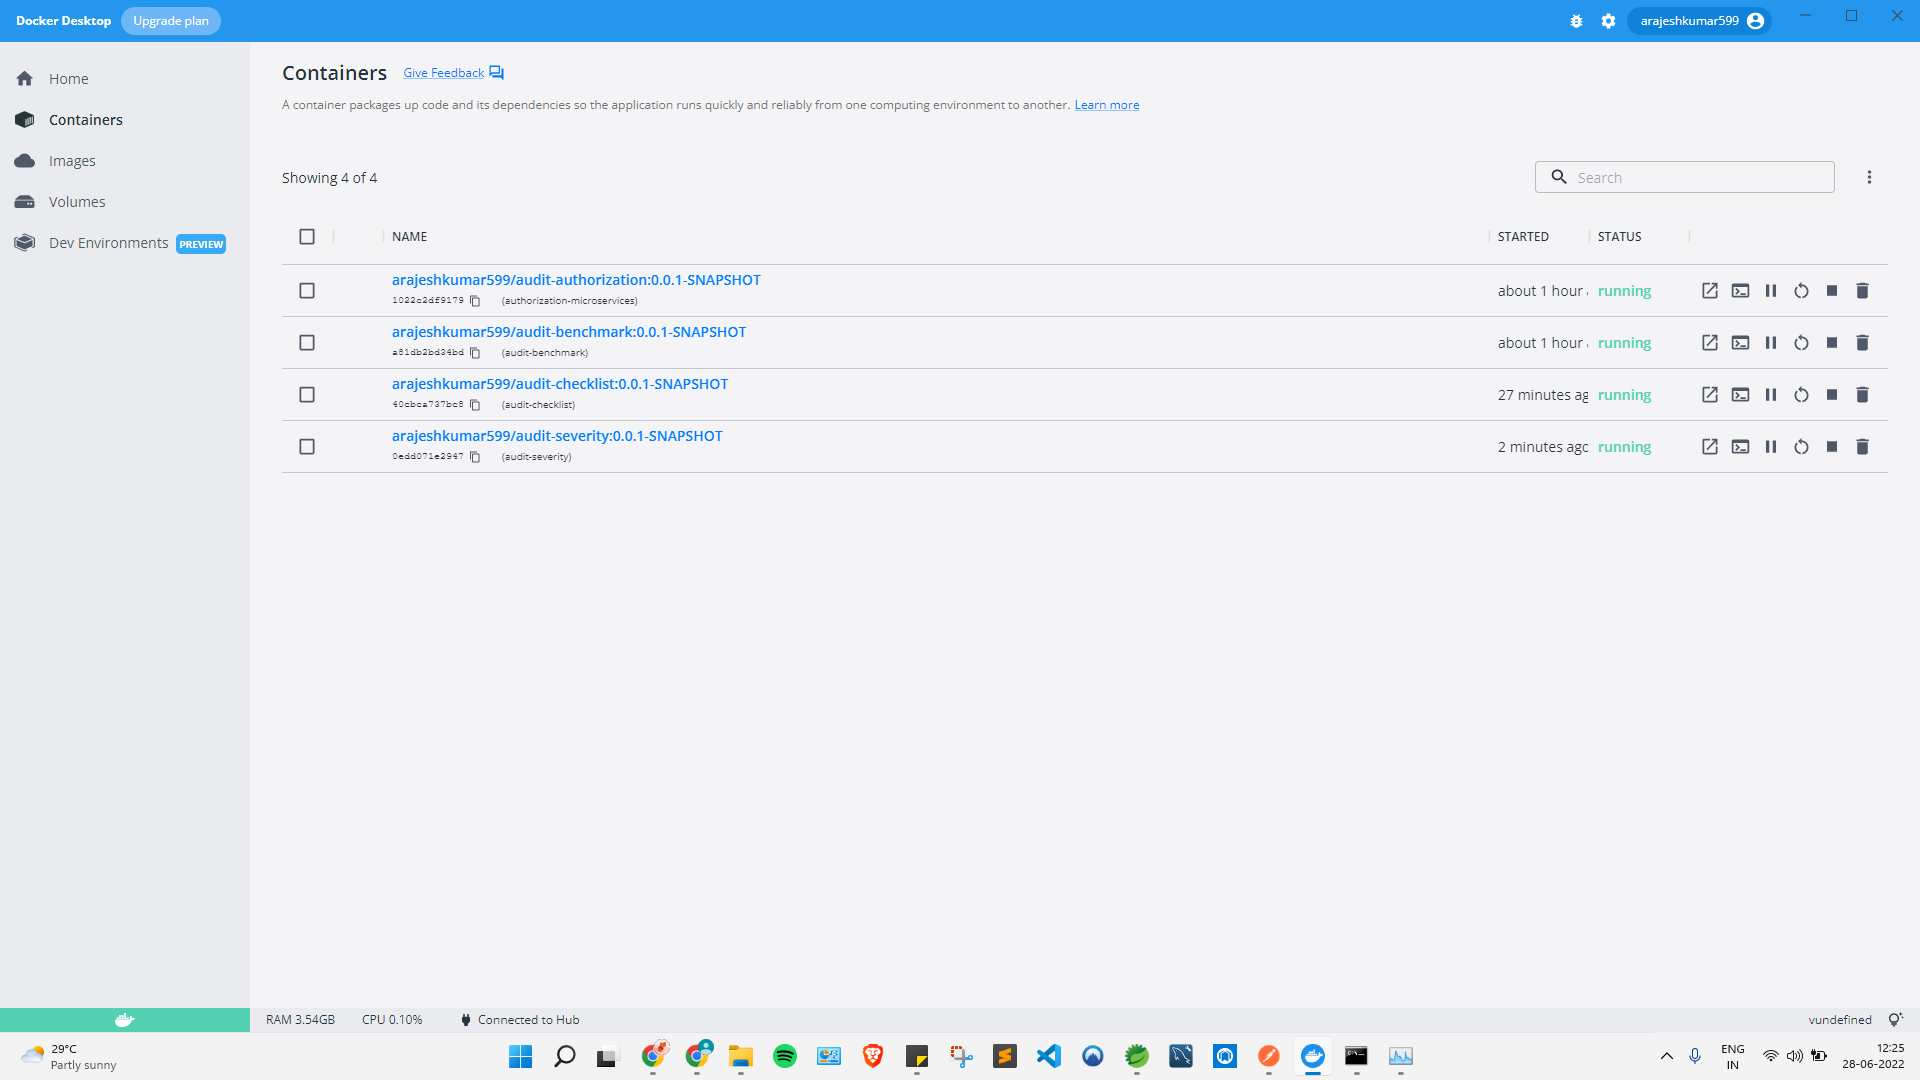 Docker Desktop
Upgrade plan
arajeshkumar599
Home
Containers
Images
Volumes
Dev Environments PREVIEW
Containers
Give Feedback
A container packages up code and its dependencies so the application runs quickly and reliably from one computing environment to another. Learn more
Showing 4 of 4
Search
NAME STARTED STATUS
arajeshkumar599/audit-authorization:0.0.1-SNAPSHOT
1022c2df9179 (authorization-microservices)
about 1 hour running
arajeshkumar599/audit-benchmark:0.0.1-SNAPSHOT
a81db2bd34bd (audit-benchmark)
about 1 hour running
arajeshkumar599/audit-checklist:0.0.1-SNAPSHOT
40cbca737bc8 (audit-checklist)
27 minutes ag running
arajeshkumar599/audit-severity:0.0.1-SNAPSHOT
0edd071e2947 (audit-severity)
2 minutes ago running
RAM 3.54GB CPU 0.10% Connected to Hub
vundefined
29°C
Partly sunny
ENG
IN
12:25
28-06-2022